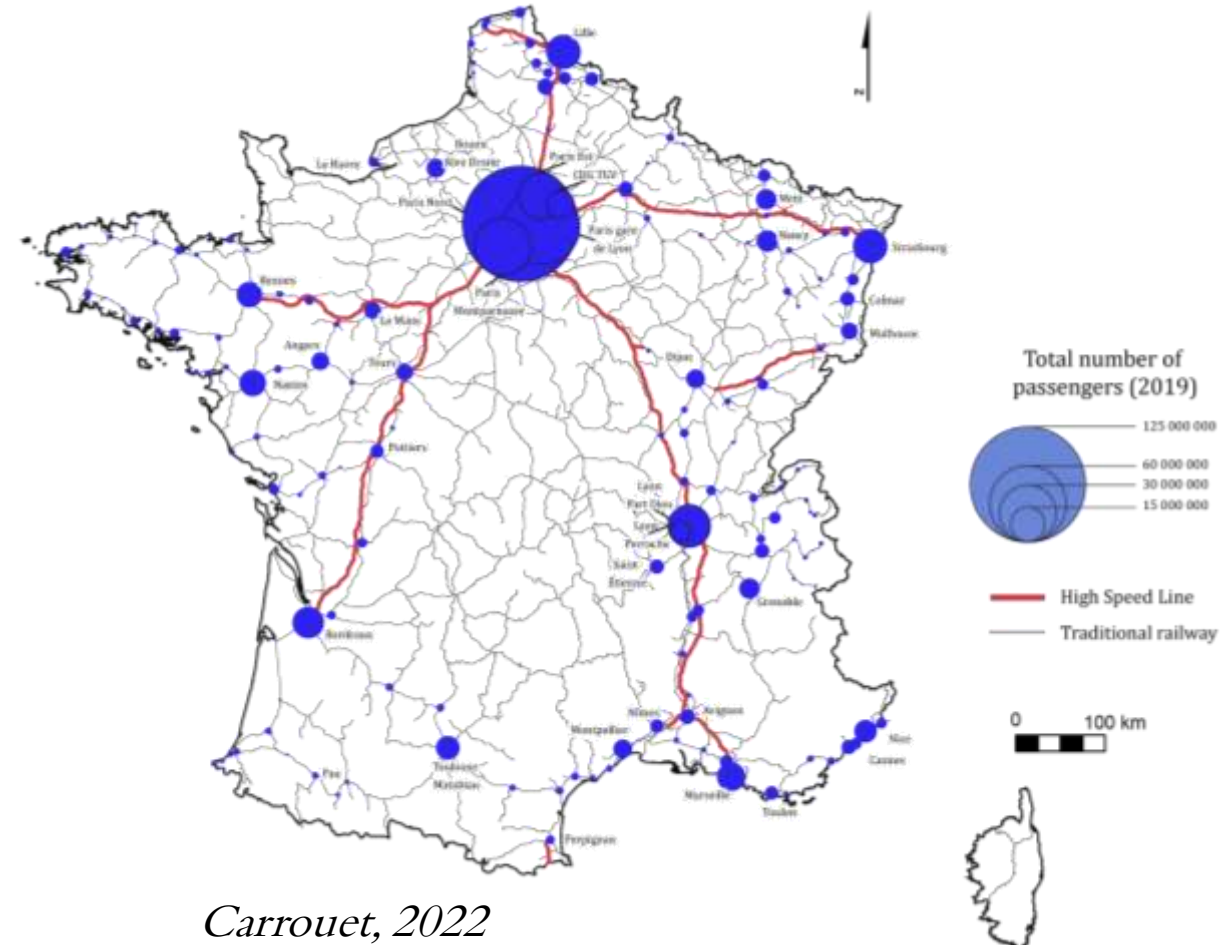 Lille
Le Havre
Rouen
Rive Droite
Paris Est
CDG TGV
Paris Nord
Paris gare
de Lyon
Paris
Montparnasse
Metz
Nancy
Strasbourg
Colmar
Mulhouse
Rennes
Le Mans
Angers
Nantes
Tours
Dijon
Poitiers
Lyon
Part Dieu
Lyon
Perrache
Saint
Étienne
Grenoble
Bordeaux
Nîmes
Avignon
Montpellier
Toulouse
Matabiau
Pau
Marseille
Toulon
Nice
Cannes
Perpignan
N
Total number of
passengers (2019)
125 000 000
60 000 000
30 000 000
15 000 000
High Speed Line
Traditional railway
0 100 km
Carrouet, 2022